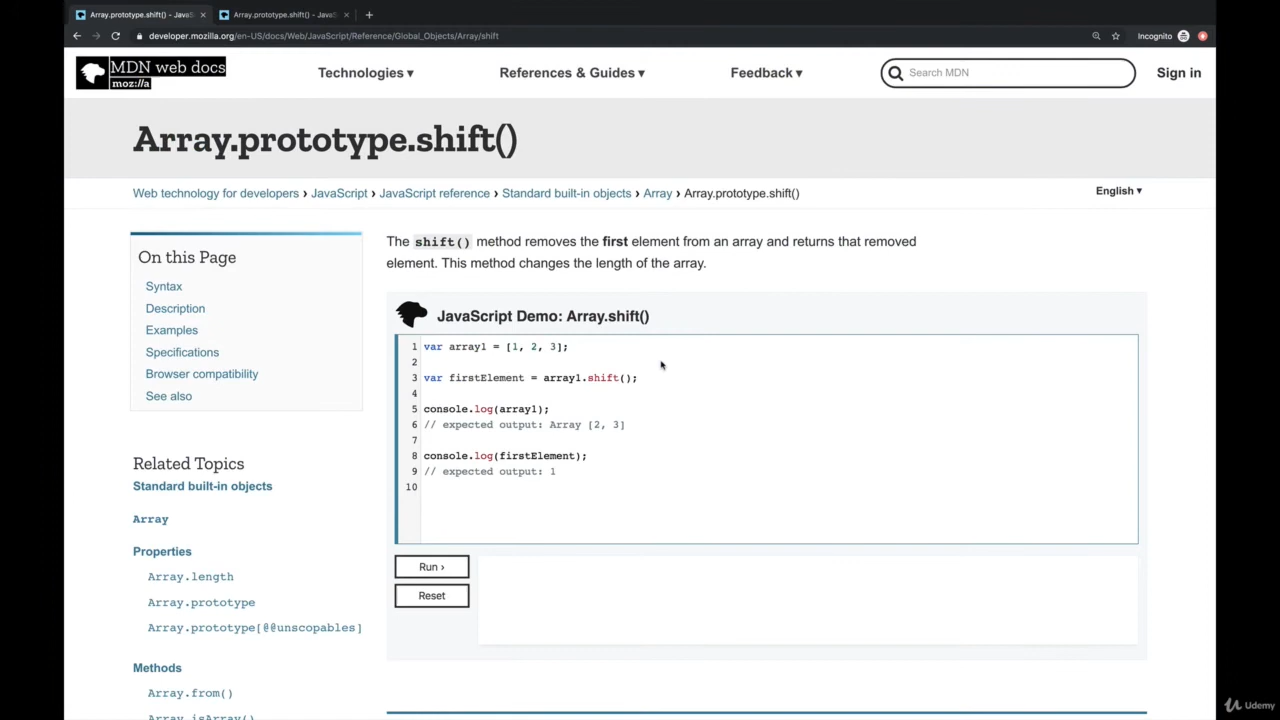 Array.prototype.shift() - JavaS
Array.prototype.shift() - JavaS
developer.mozilla.org/en-US/docs/Web/JavaScript/Reference/Global_Objects/Array/shift
Incognito
MDN web docs
moz://a
Technologies ▾
References & Guides ▾
Feedback ▾
Search MDN
Sign in
Array.prototype.shift()
Web technology for developers › JavaScript › JavaScript reference › Standard built-in objects › Array › Array.prototype.shift()
English ▾
On this Page
Syntax
Description
Examples
Specifications
Browser compatibility
See also
Related Topics
Standard built-in objects
Array
Properties
Array.length
Array.prototype
Array.prototype[@@unscopables]
Methods
Array.from()
Array.isArray()
The shift() method removes the first element from an array and returns that removed
element. This method changes the length of the array.
JavaScript Demo: Array.shift()
1 var array1 = [1, 2, 3];
2
3 var firstElement = array1.shift();
4
5 console.log(array1);
6 // expected output: Array [2, 3]
7
8 console.log(firstElement);
9 // expected output: 1
10
Run ›
Reset
Udemy